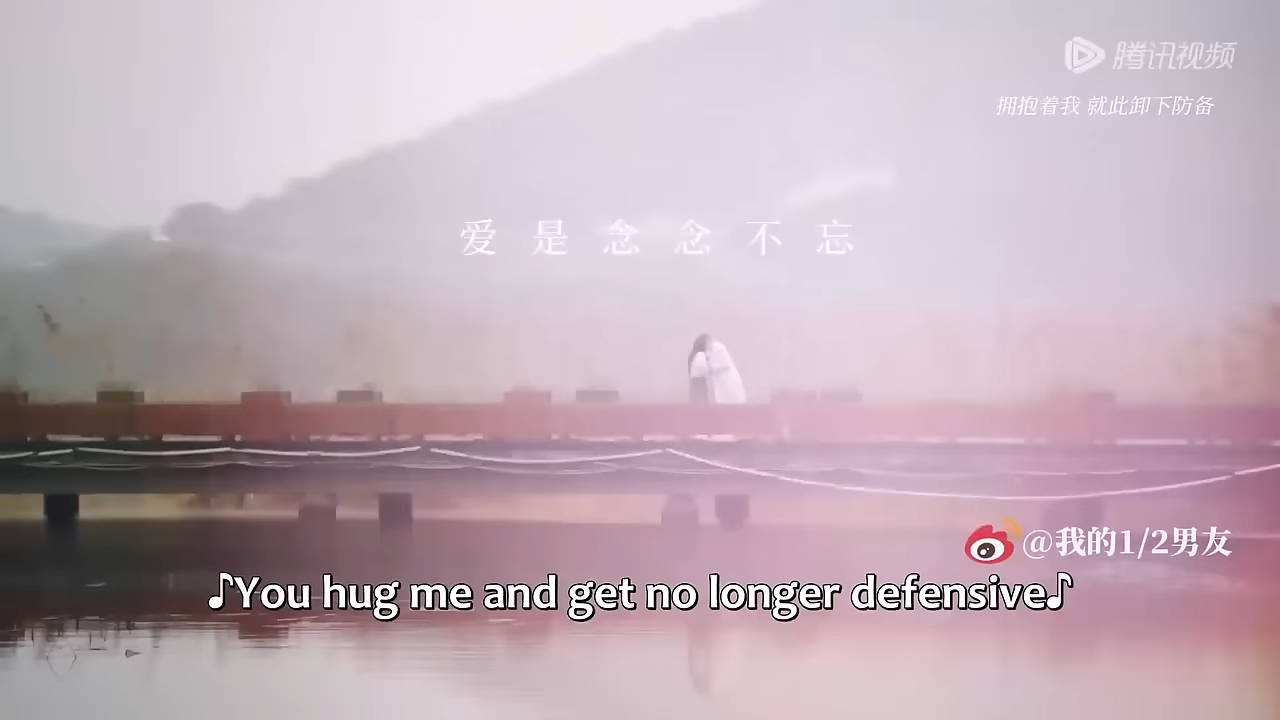 腾讯视频
拥抱着我 就此卸下防备
爱是念念不忘
@我的1/2男友
♪You hug me and get no longer defensive♪